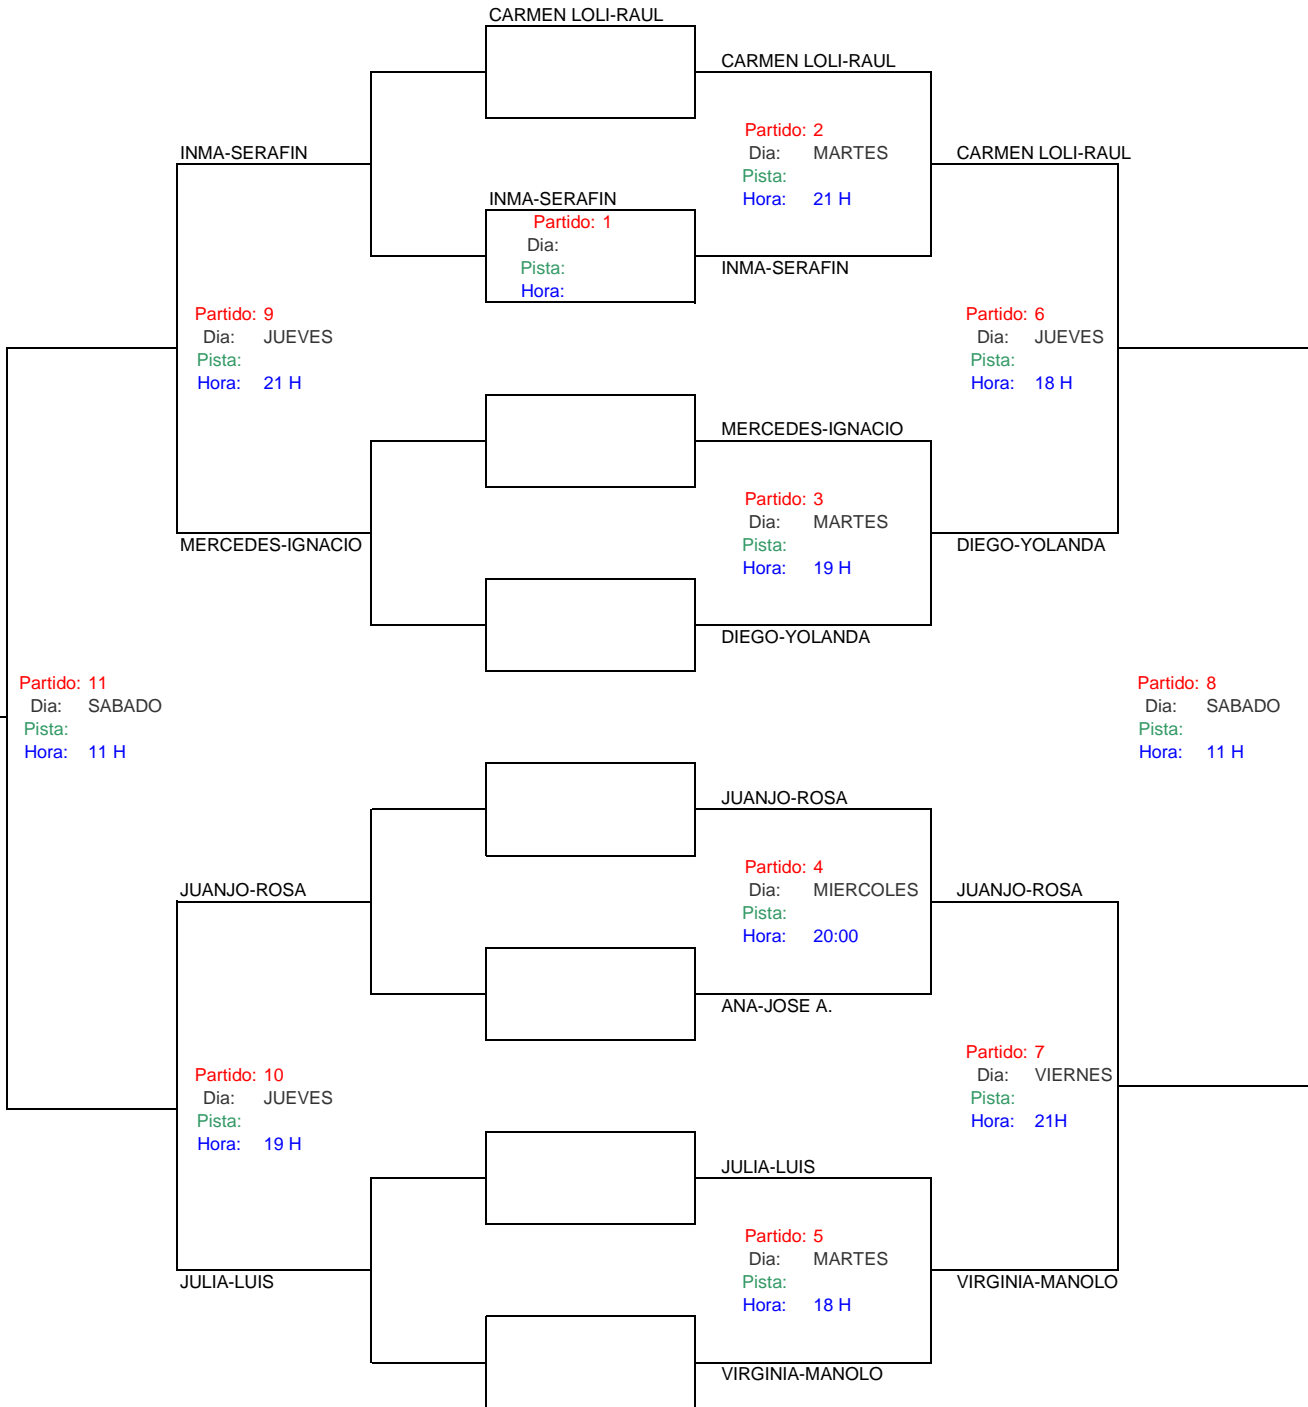 CARMEN LOLI-RAUL
CARMEN LOLI-RAUL
Partido: 2
INMA-SERAFIN
Dia: MARTES
CARMEN LOLI-RAUL
Pista:
INMA-SERAFIN
Hora: 21 H
Partido: 1
Dia:
Pista:
INMA-SERAFIN
Hora:
Partido: 9
Partido: 6
Dia: JUEVES
Dia: JUEVES
Pista:
Pista:
Hora: 21 H
Hora: 18 H
MERCEDES-IGNACIO
Partido: 3
Dia: MARTES
MERCEDES-IGNACIO
Pista:
DIEGO-YOLANDA
Hora: 19 H
DIEGO-YOLANDA
Partido: 11
Partido: 8
Dia: SABADO
Dia: SABADO
Pista:
Pista:
Hora: 11 H
Hora: 11 H
JUANJO-ROSA
Partido: 4
JUANJO-ROSA
Dia: MIERCOLES
JUANJO-ROSA
Pista:
Hora: 20:00
ANA-JOSE A.
Partido: 7
Partido: 10
Dia: VIERNES
Dia: JUEVES
Pista:
Pista:
Hora: 21H
Hora: 19 H
JULIA-LUIS
Partido: 5
Dia: MARTES
JULIA-LUIS
Pista:
VIRGINIA-MANOLO
Hora: 18 H
VIRGINIA-MANOLO